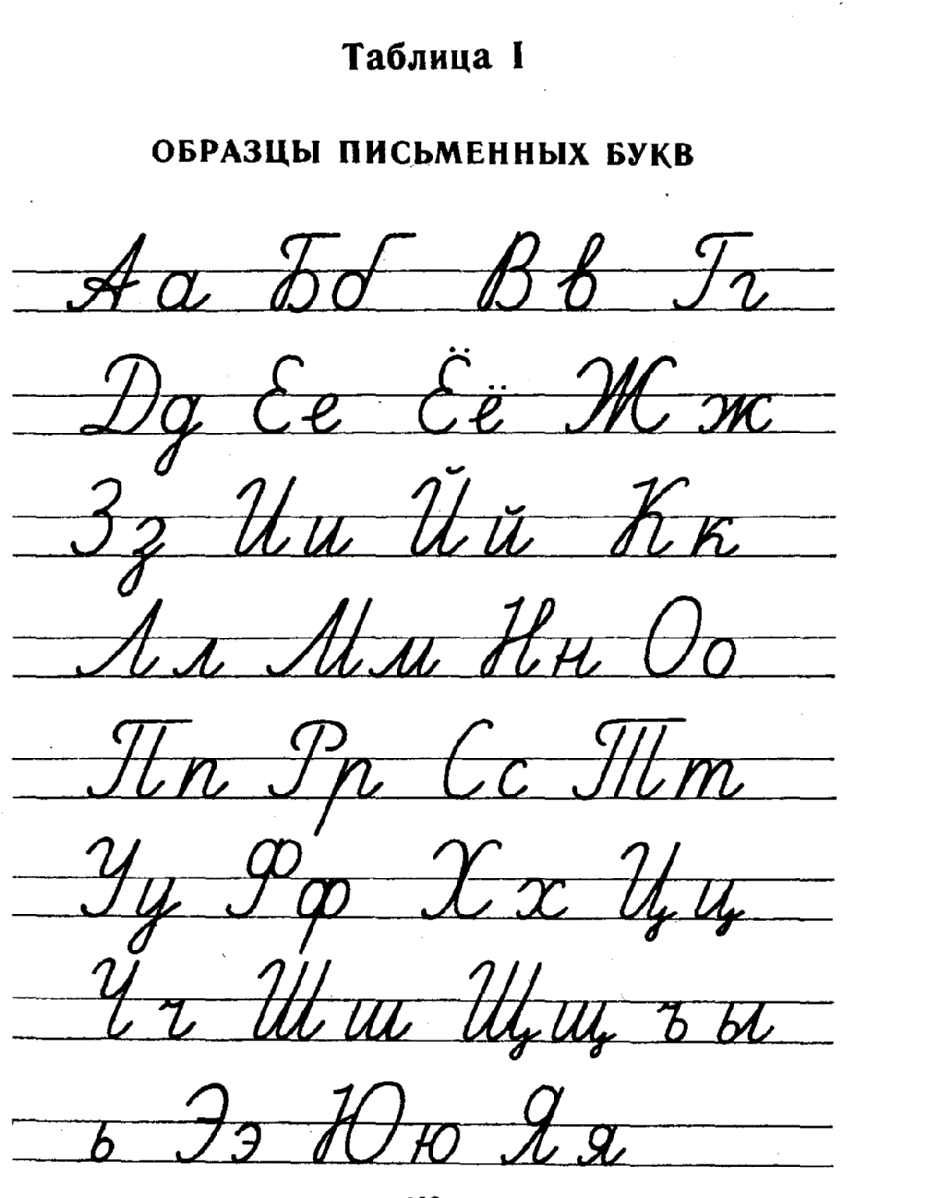 Таблица I
ОБРАЗЦЫ ПИСЬМЕННЫХ БУКВ
Аа Бб Вв Гг
Дд Ее Ёё Жж
Зз Ии Йй Кк
Лл Мм Нн Оо
Пп Рр Сс Тт
Уу Фф Хх Цц
Чч Шш Щщ ъ ы
ь Ээ Юю Яя